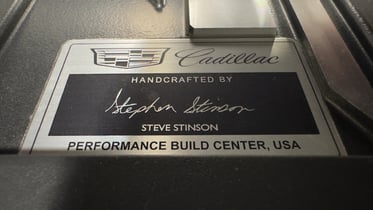 Cadillac
HANDCRAFTED BY
Stephen Stinson
STEVE STINSON
PERFORMANCE BUILD CENTER, USA